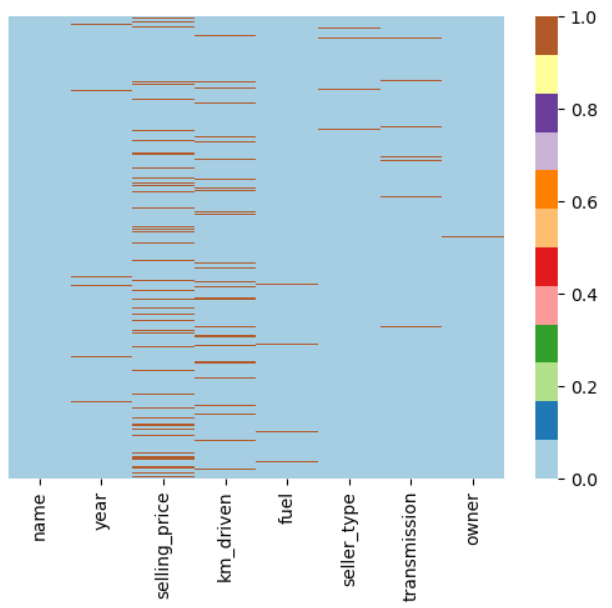 1.0
0.8
0.6
0.4
0.2
0.0
name
year
selling_price
km_driven
fuel
seller_type
transmission
owner